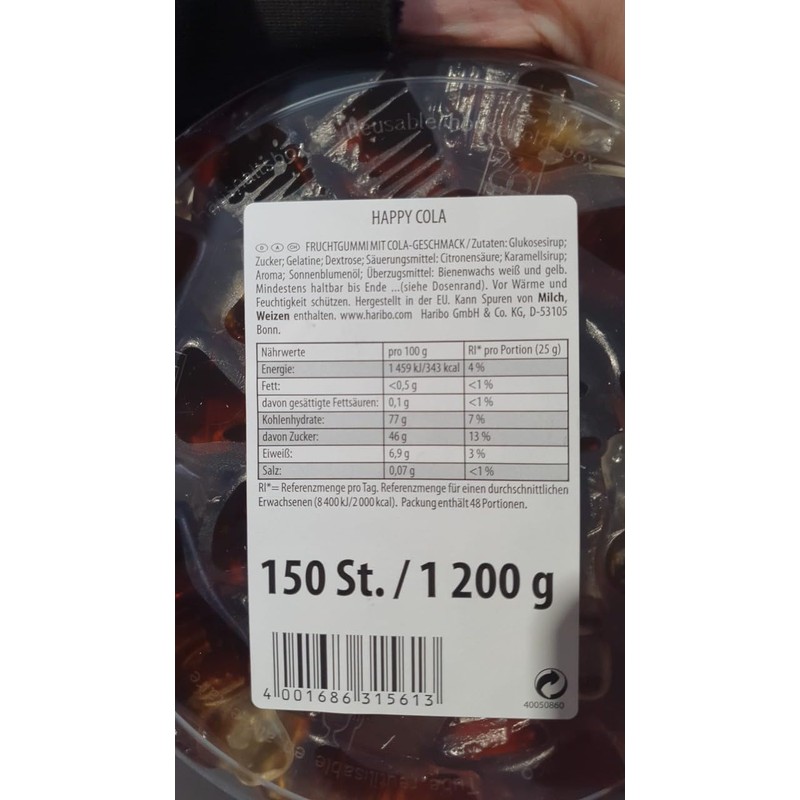 reusable/ho
old box
haltsbox
HAPPY COLA
D A CH FRUCHTGUMMI MIT COLA-GESCHMACK / Zutaten: Glukosesirup;
Zucker; Gelatine; Dextrose; Säuerungsmittel: Citronensäure; Karamellsirup;
Aroma; Sonnenblumenöl; Überzugsmittel: Bienenwachs weiß und gelb.
Mindestens haltbar bis Ende ...(siehe Dosenrand). Vor Wärme und
Feuchtigkeit schützen. Hergestellt in der EU. Kann Spuren von Milch,
Weizen enthalten. www.haribo.com Haribo GmbH & Co. KG, D-53105
Bonn.
Nährwerte pro 100 g RI* pro Portion (25 g)
Energie: 1 459 kJ/343 kcal 4 %
Fett: <0,5 g <1 %
davon gesättigte Fettsäuren: 0,1 g <1 %
Kohlenhydrate: 77 g 7 %
davon Zucker: 46 g 13 %
Eiweiß: 6,9 g 3 %
Salz: 0,07 g <1 %
RI*= Referenzmenge pro Tag. Referenzmenge für einen durchschnittlichen
Erwachsenen (8 400 kJ/2 000 kcal). Packung enthält 48 Portionen.
150 St. / 1 200 g
4 001686 315613
40050860